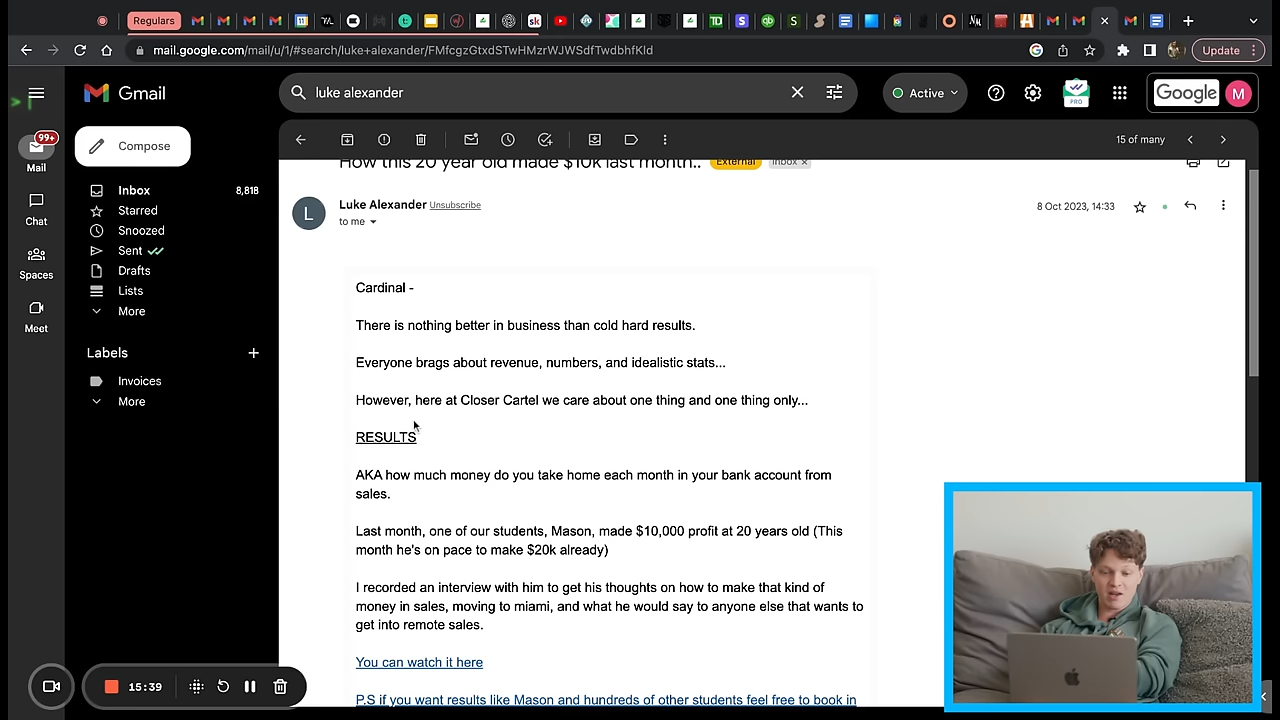 Regulars
TD
S
qb
S
mail.google.com/mail/u/1/#search/luke+alexander/FMfcgzGtxdSTwHMzrWJWSdfTwdbhfKld
Update
Gmail
luke alexander
Active
PRO
Google
M
99+
Mail
Chat
Spaces
Meet
Compose
Inbox 8,818
Starred
Snoozed
Sent
Drafts
Lists
More
Labels
Invoices
More
15 of many
How this 20 year old made $10k last month.. External Inbox
L
Luke Alexander Unsubscribe
to me
8 Oct 2023, 14:33
Cardinal -
There is nothing better in business than cold hard results.
Everyone brags about revenue, numbers, and idealistic stats...
However, here at Closer Cartel we care about one thing and one thing only...
RESULTS
AKA how much money do you take home each month in your bank account from
sales.
Last month, one of our students, Mason, made $10,000 profit at 20 years old (This
month he's on pace to make $20k already)
I recorded an interview with him to get his thoughts on how to make that kind of
money in sales, moving to miami, and what he would say to anyone else that wants to
get into remote sales.
You can watch it here
P.S if you want results like Mason and hundreds of other students feel free to book in
15:39